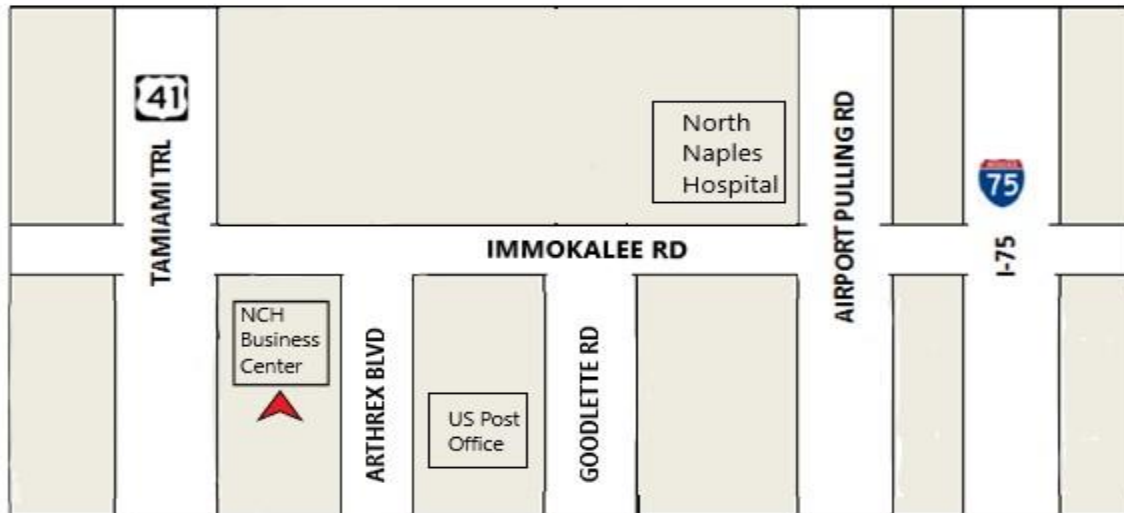 41
TAMIAMI TRL
North
Naples
Hospital
AIRPORT PULLING RD
75
I-75
IMMOKALEE RD
NCH
Business
Center
ARTHREX BLVD
US Post
Office
GOODLETTE RD